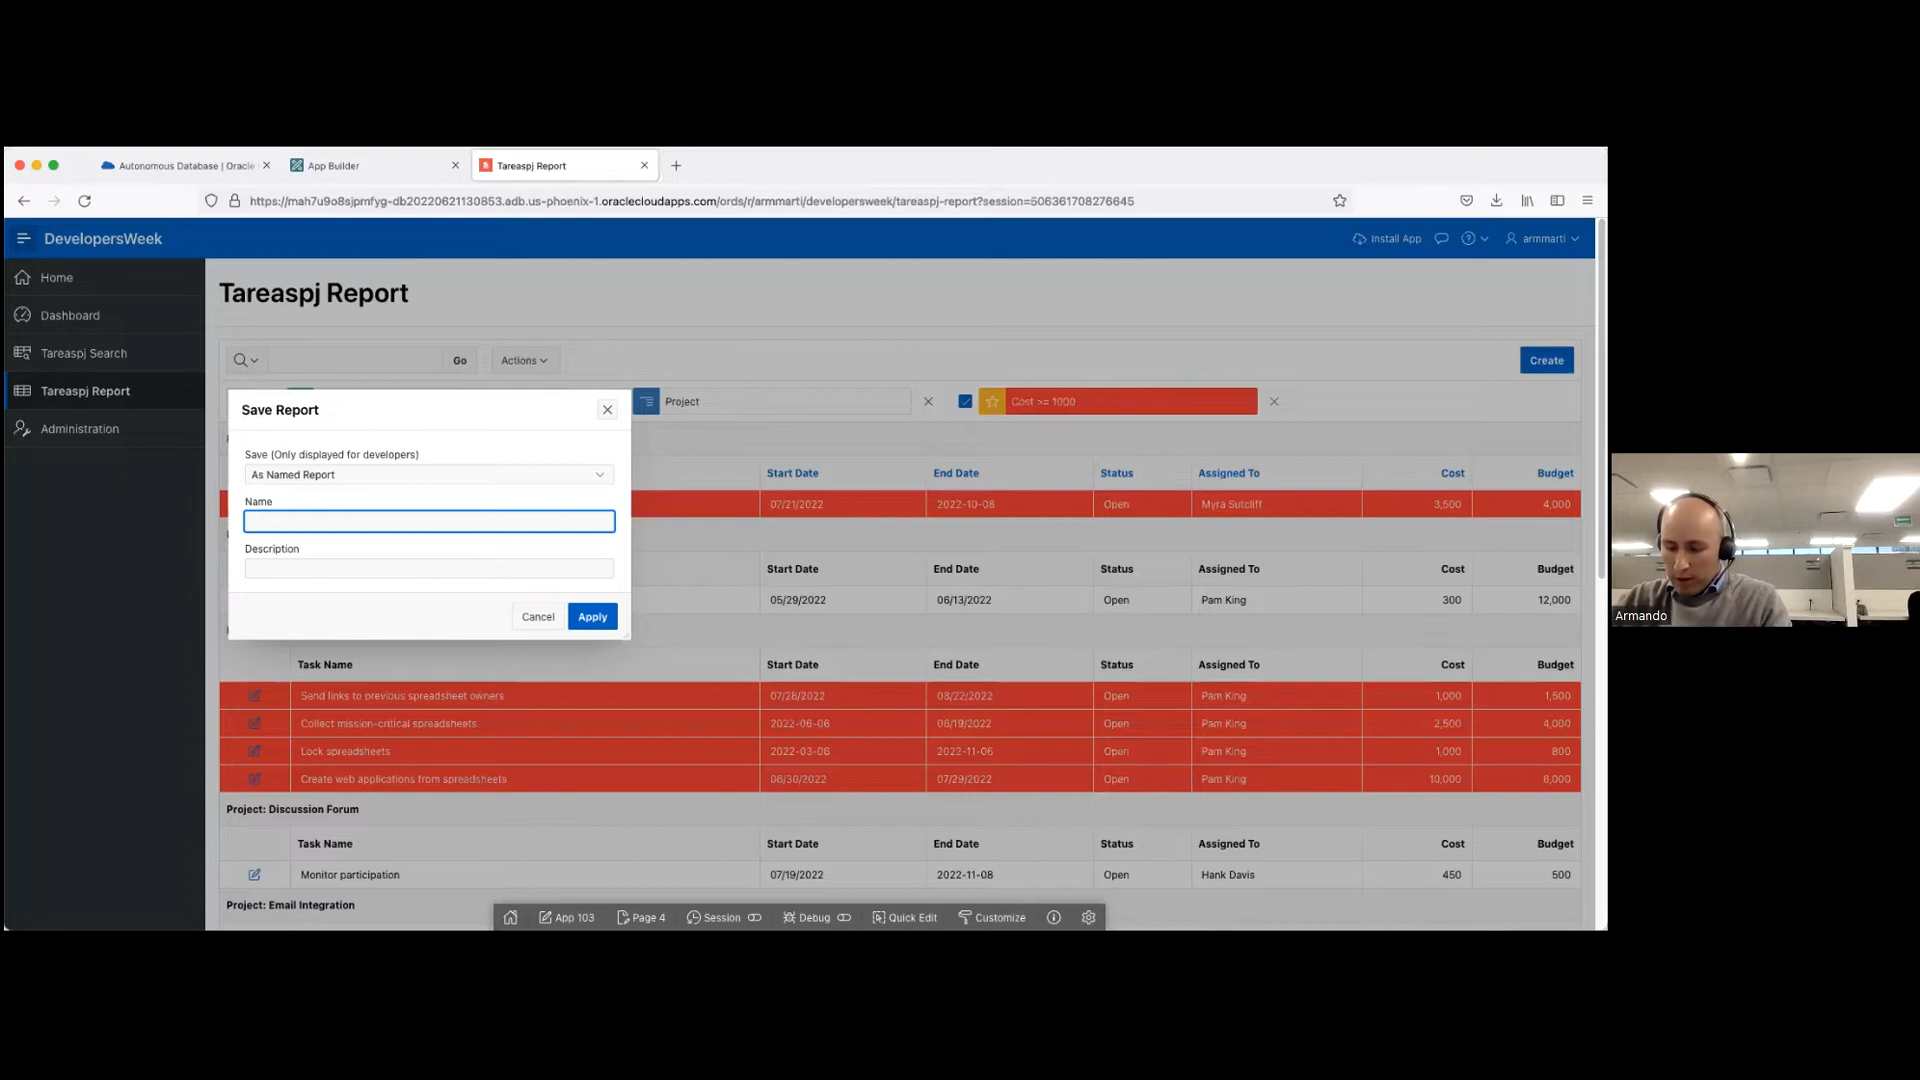 Autonomous Database | Oracle
App Builder
Tareaspj Report
https://mah7u9o8sjpmfyg-db20220621130853.adb.us-phoenix-1.oraclecloudapps.com/ords/r/armmarti/developersweek/tareaspj-report?session=506361708276645
DevelopersWeek
Install App
armmarti
Home
Dashboard
Tareaspj Search
Tareaspj Report
Administration
Tareaspj Report
Go
Actions
Create
Project
Cost >= 1000
Save Report
Save (Only displayed for developers)
As Named Report
Name
Description
Cancel
Apply
Start Date End Date Status Assigned To Cost Budget
07/21/2022 2022-10-08 Open Myra Sutcliff 3,500 4,000
Start Date End Date Status Assigned To Cost Budget
05/29/2022 06/13/2022 Open Pam King 300 12,000
Task Name Start Date End Date Status Assigned To Cost Budget
Send links to previous spreadsheet owners 07/28/2022 08/22/2022 Open Pam King 1,000 1,500
Collect mission-critical spreadsheets 2022-06-06 08/19/2022 Open Pam King 2,500 4,000
Lock spreadsheets 2022-03-06 2022-11-06 Open Pam King 1,000 800
Create web applications from spreadsheets 06/30/2022 07/29/2022 Open Pam King 10,000 6,000
Project: Discussion Forum
Task Name Start Date End Date Status Assigned To Cost Budget
Monitor participation 07/19/2022 2022-11-08 Open Hank Davis 450 500
Project: Email Integration
App 103 Page 4 Session Debug Quick Edit Customize
Armando